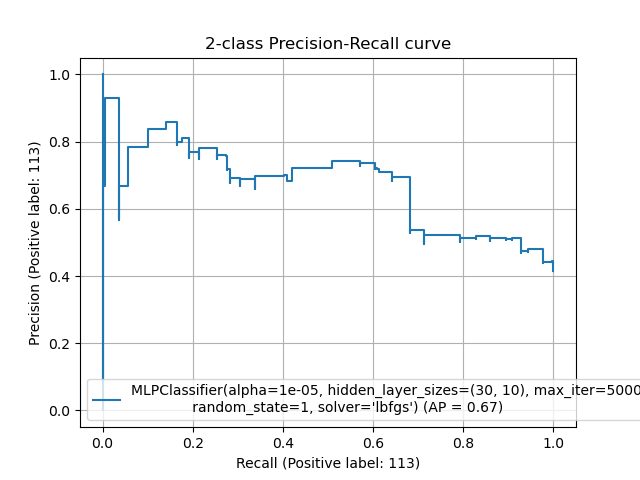 2-class Precision-Recall curve
1.0
0.8
0.6
0.4
0.2
0.0
Precision (Positive label: 113)
MLPClassifier(alpha=1e-05, hidden_layer_sizes=(30, 10), max_iter=5000
random_state=1, solver='lbfgs') (AP = 0.67)
0.0 0.2 0.4 0.6 0.8 1.0
Recall (Positive label: 113)